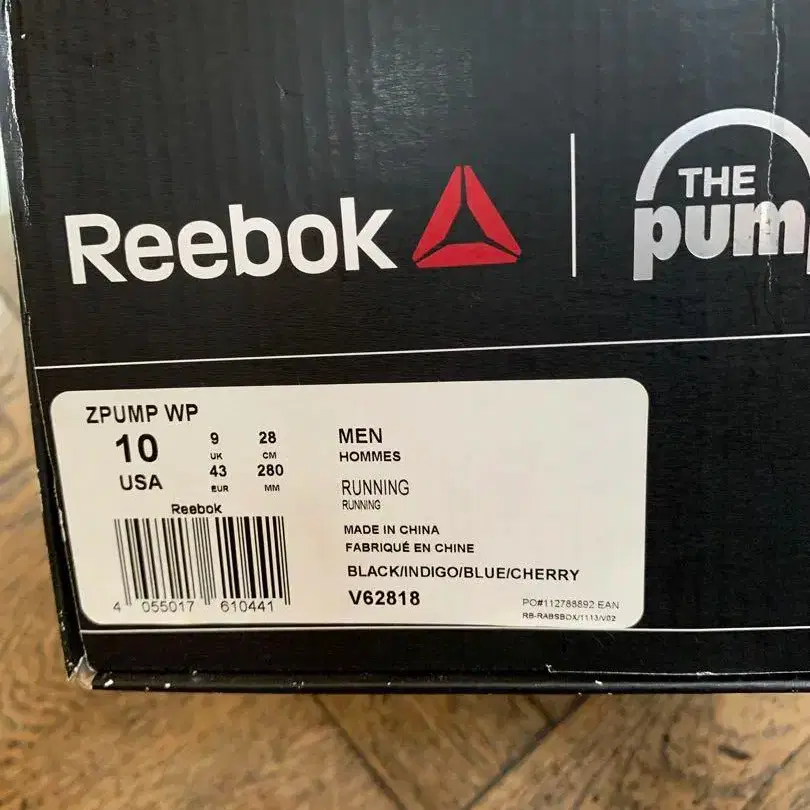 Reebok
THE
pump
ZPUMP WP
10 9 28
USA UK CM
43 280
EUR MM
MEN
HOMMES
RUNNING
RUNNING
Reebok
MADE IN CHINA
FABRIQUÉ EN CHINE
BLACK/INDIGO/BLUE/CHERRY
V62818
4 055017 610441
PO#112788892 EAN
RB-RABSBOX/1113/V02